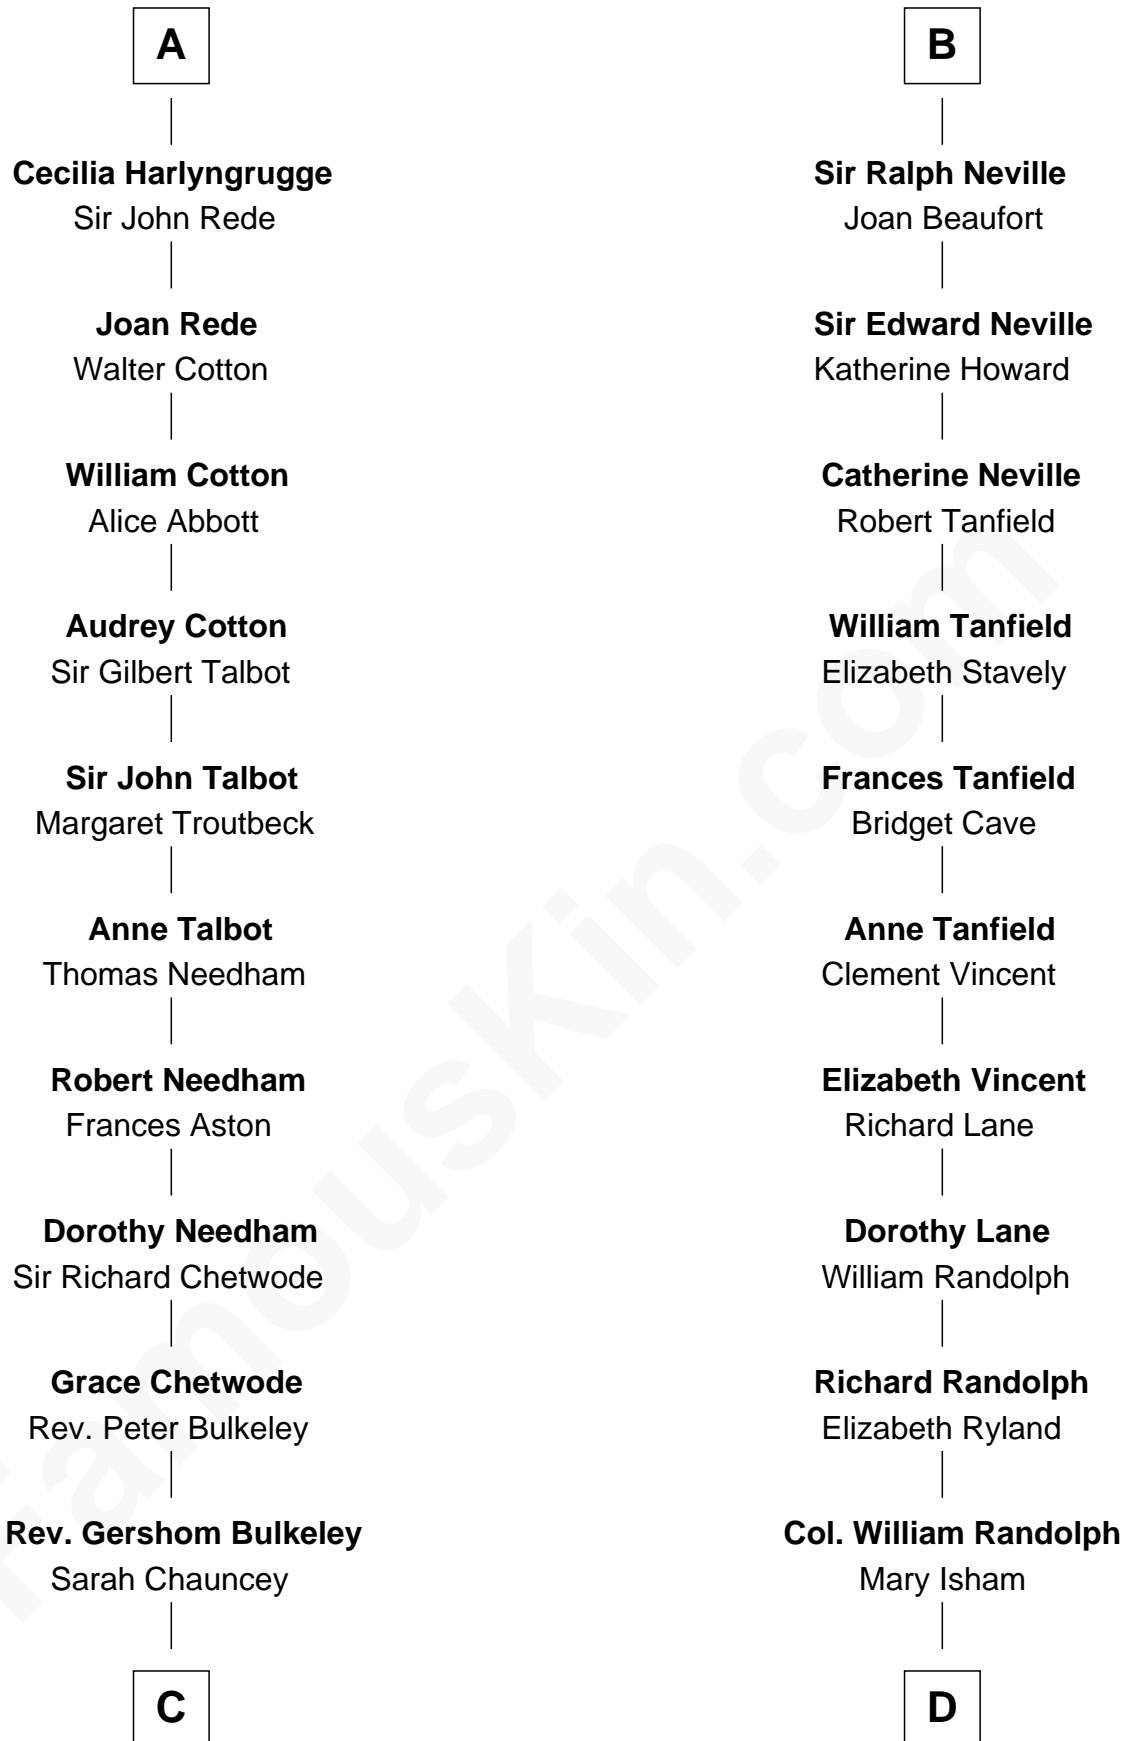 A
Cecilia Harlyngrugge
Sir John Rede
Joan Rede
Walter Cotton
William Cotton
Alice Abbott
Audrey Cotton
Sir Gilbert Talbot
Sir John Talbot
Margaret Troutbeck
Anne Talbot
Thomas Needham
Robert Needham
Frances Aston
Dorothy Needham
Sir Richard Chetwode
Grace Chetwode
Rev. Peter Bulkeley
Rev. Gershom Bulkeley
Sarah Chauncey
C
B
Sir Ralph Neville
Joan Beaufort
Sir Edward Neville
Katherine Howard
Catherine Neville
Robert Tanfield
William Tanfield
Elizabeth Stavely
Frances Tanfield
Bridget Cave
Anne Tanfield
Clement Vincent
Elizabeth Vincent
Richard Lane
Dorothy Lane
William Randolph
Richard Randolph
Elizabeth Ryland
Col. William Randolph
Mary Isham
D
FamousKin.com